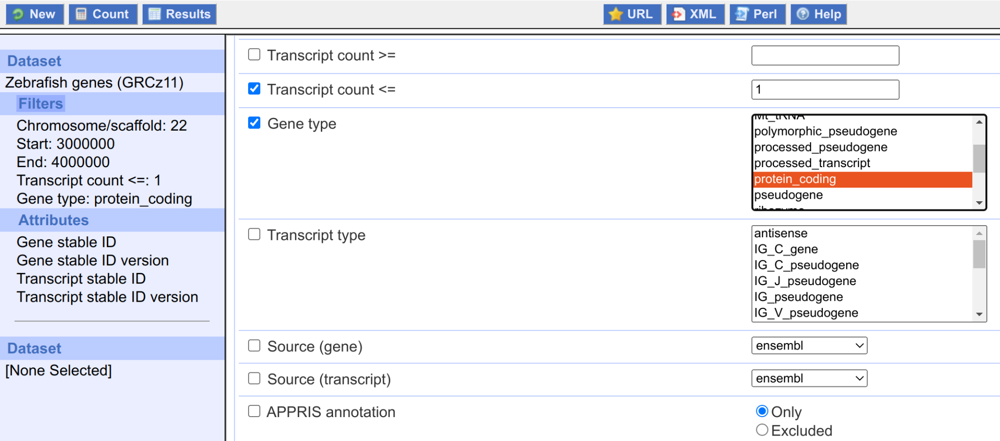 New Count Results URL XML Perl Help
Dataset
Zebrafish genes (GRCz11)
Filters
Chromosome/scaffold: 22
Start: 3000000
End: 4000000
Transcript count <=: 1
Gene type: protein_coding
Attributes
Gene stable ID
Gene stable ID version
Transcript stable ID
Transcript stable ID version
Dataset
[None Selected]
Transcript count >=
Transcript count <= 1
Gene type
Mt_tRNA
polymorphic_pseudogene
processed_pseudogene
processed_transcript
protein_coding
pseudogene
ribozyme
Transcript type
antisense
IG_C_gene
IG_C_pseudogene
IG_J_pseudogene
IG_pseudogene
IG_V_pseudogene
Source (gene) ensembl
Source (transcript) ensembl
APPRIS annotation Only
Excluded